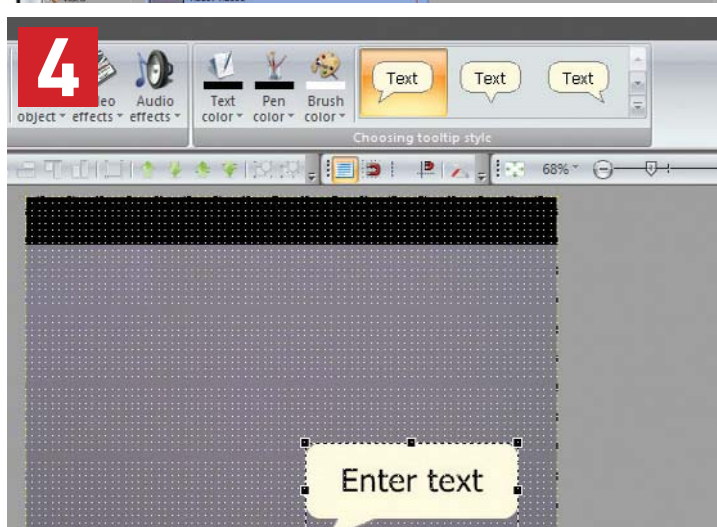 4
Text Text Text
eo Audio Text Pen Brush
object effects effects color color color
Choosing tooltip style
68%
Enter text